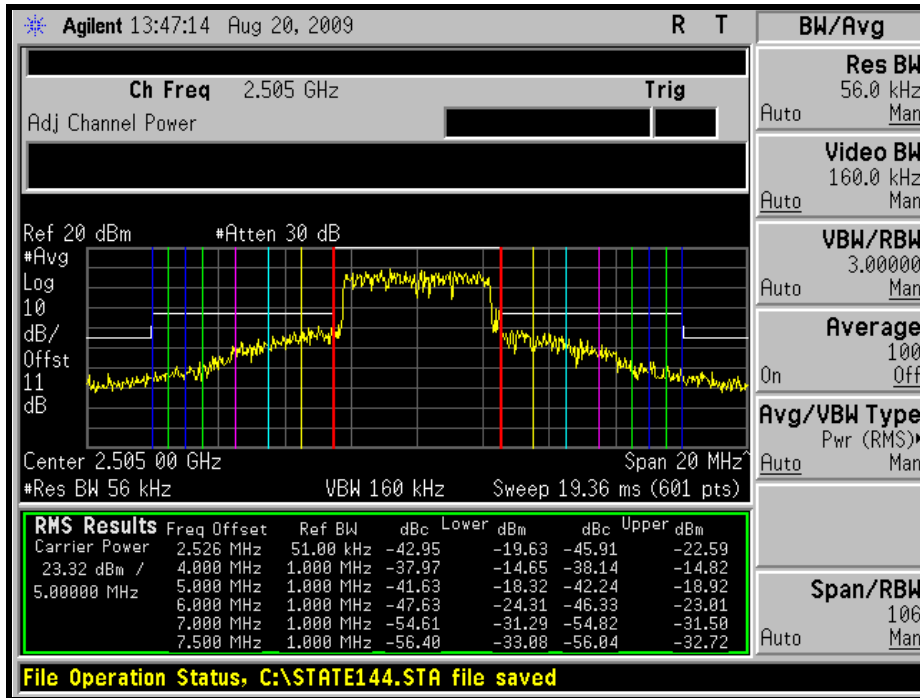 Agilent 13:47:14 Aug 20, 2009 R T
BW/Avg
Ch Freq 2.505 GHz Trig
Adj Channel Power
Ref 20 dBm #Atten 30 dB
#Avg
Log
10
dB/
Offst
11
dB
Center 2.505 00 GHz Span 20 MHz^
#Res BW 56 kHz VBW 160 kHz Sweep 19.36 ms (601 pts)
RMS Results Freq Offset Ref BW dBc Lower dBm dBc Upper dBm
Carrier Power 2.526 MHz 51.00 kHz -42.95 -19.63 -45.91 -22.59
23.32 dBm / 4.000 MHz 1.000 MHz -37.97 -14.65 -38.14 -14.82
5.00000 MHz 5.000 MHz 1.000 MHz -41.63 -18.32 -42.24 -18.92
6.000 MHz 1.000 MHz -47.63 -24.31 -46.33 -23.01
7.000 MHz 1.000 MHz -54.61 -31.29 -54.82 -31.50
7.500 MHz 1.000 MHz -56.40 -33.08 -56.04 -32.72
File Operation Status, C:\STATE144.STA file saved
Res BW
56.0 kHz
Auto Man
Video BW
160.0 kHz
Auto Man
VBW/RBW
3.00000
Auto Man
Average
100
On Off
Avg/VBW Type
Pwr (RMS)▸
Auto Man
Span/RBW
106
Auto Man